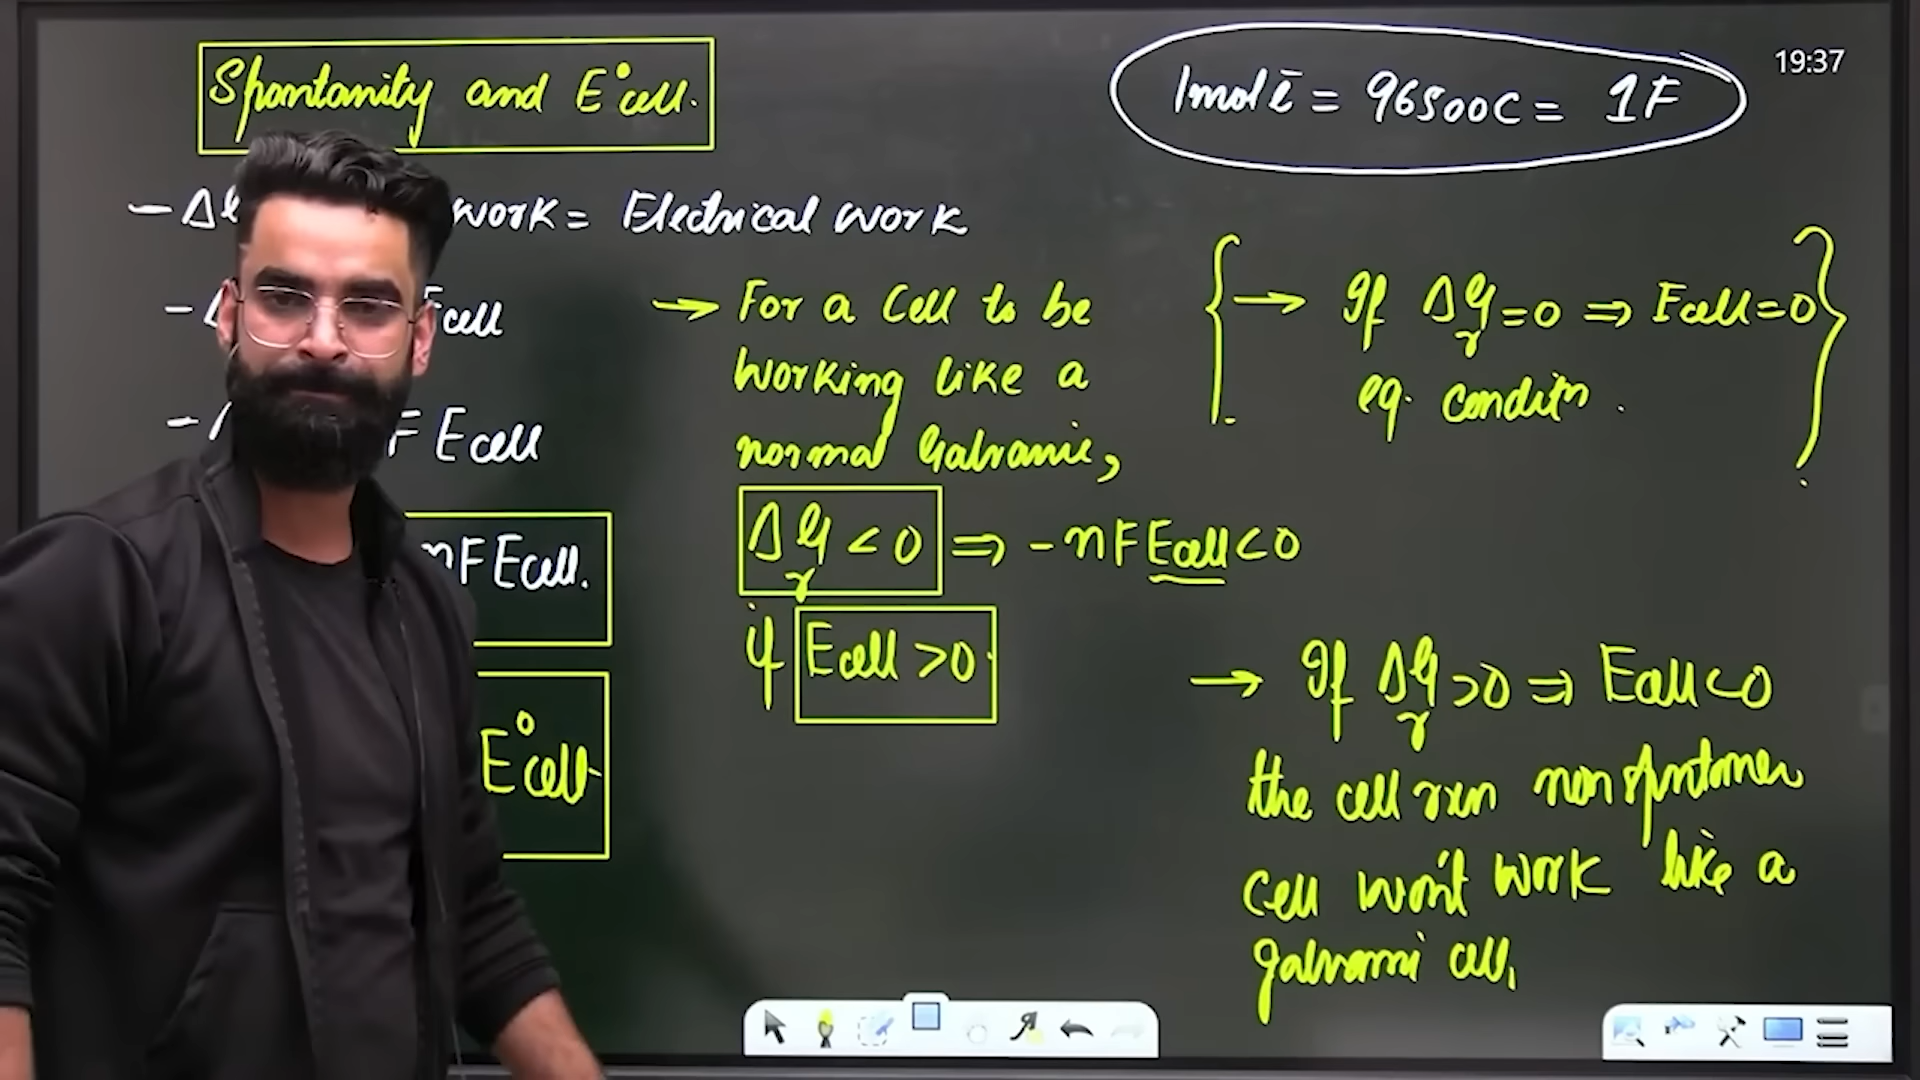 Spontanity and E°cell.
1mol ē = 96500C = 1F
19:37
- Δ work = Electrical work
Ecell
F Ecell
nF Ecell.
E°cell.
→ For a cell to be
working like a
normal Galvanic,
ΔrG < 0 ⇒ -nFEcell < 0
if Ecell > 0.
{ → If ΔrG = 0 ⇒ Ecell = 0 }
eq. conditn.
→ If ΔrG > 0 ⇒ Ecell < 0
the cell rxn
cell won't work like a
galvanic cell,